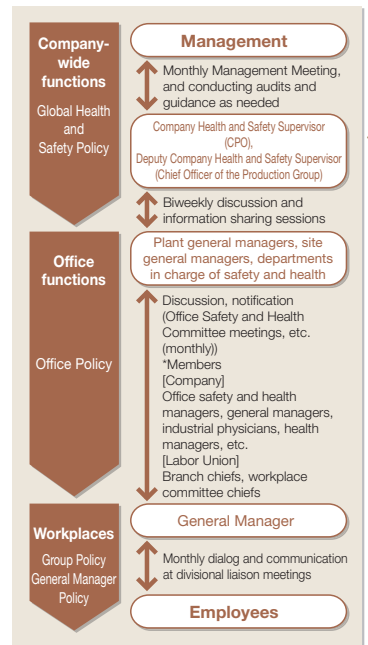 Company-
wide
functions
Global Health
and
Safety Policy
Management
Monthly Management Meeting,
and conducting audits and
guidance as needed
Company Health and Safety Supervisor
(CPO),
Deputy Company Health and Safety Supervisor
(Chief Officer of the Production Group)
Biweekly discussion and
information sharing sessions
Office
functions
Office Policy
Plant general managers, site
general managers, departments
in charge of safety and health
Discussion, notification
(Office Safety and Health
Committee meetings, etc.
(monthly))
*Members
[Company]
Office safety and health
managers, general managers,
industrial physicians, health
managers, etc.
[Labor Union]
Branch chiefs, workplace
committee chiefs
Workplaces
Group Policy
General Manager
Policy
General Manager
Monthly dialog and communication
at divisional liaison meetings
Employees